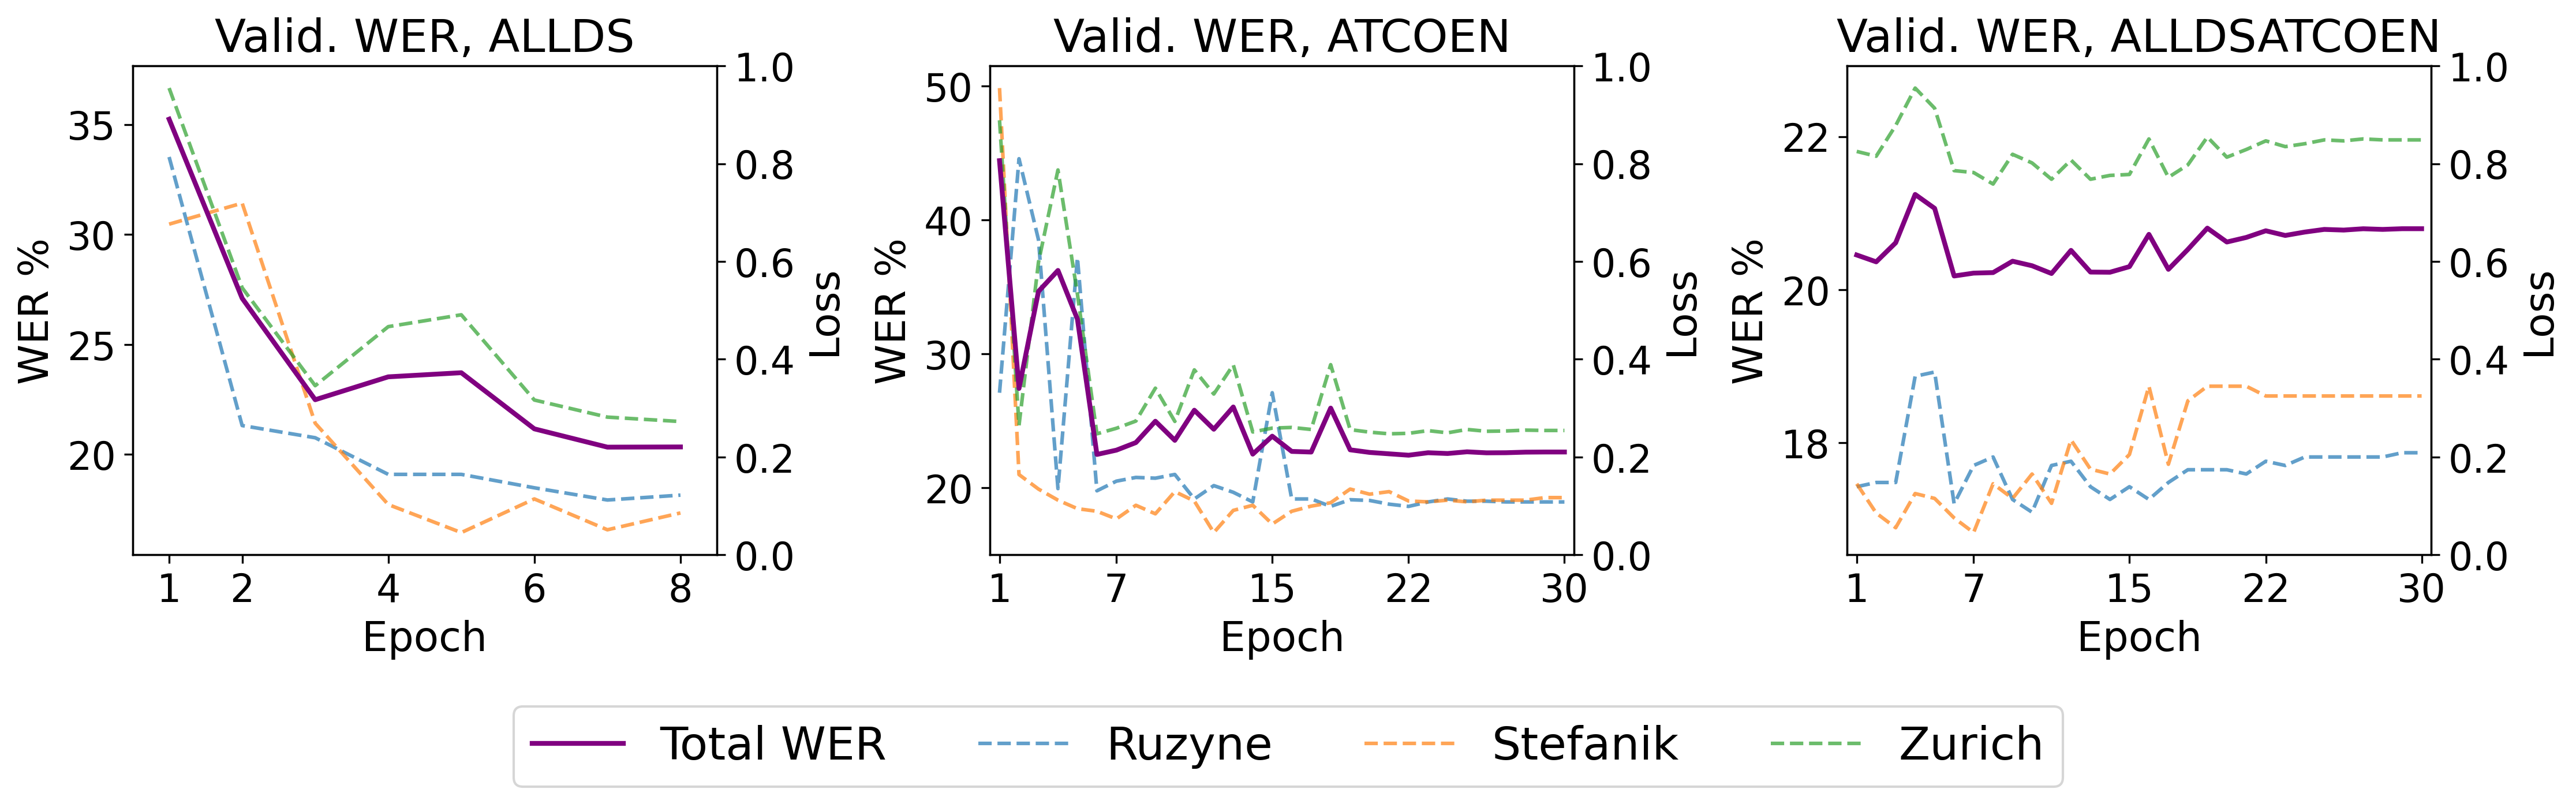 Valid. WER, ALLDS
WER %
35
30
25
20
1.0
0.8
0.6
0.4
0.2
0.0
Loss
1 2 4 6 8
Epoch
Valid. WER, ATCOEN
WER %
50
40
30
20
1.0
0.8
0.6
0.4
0.2
0.0
Loss
1 7 15 22 30
Epoch
Valid. WER, ALLDSATCOEN
WER %
22
20
18
1.0
0.8
0.6
0.4
0.2
0.0
Loss
1 7 15 22 30
Epoch
Total WER Ruzyne Stefanik Zurich